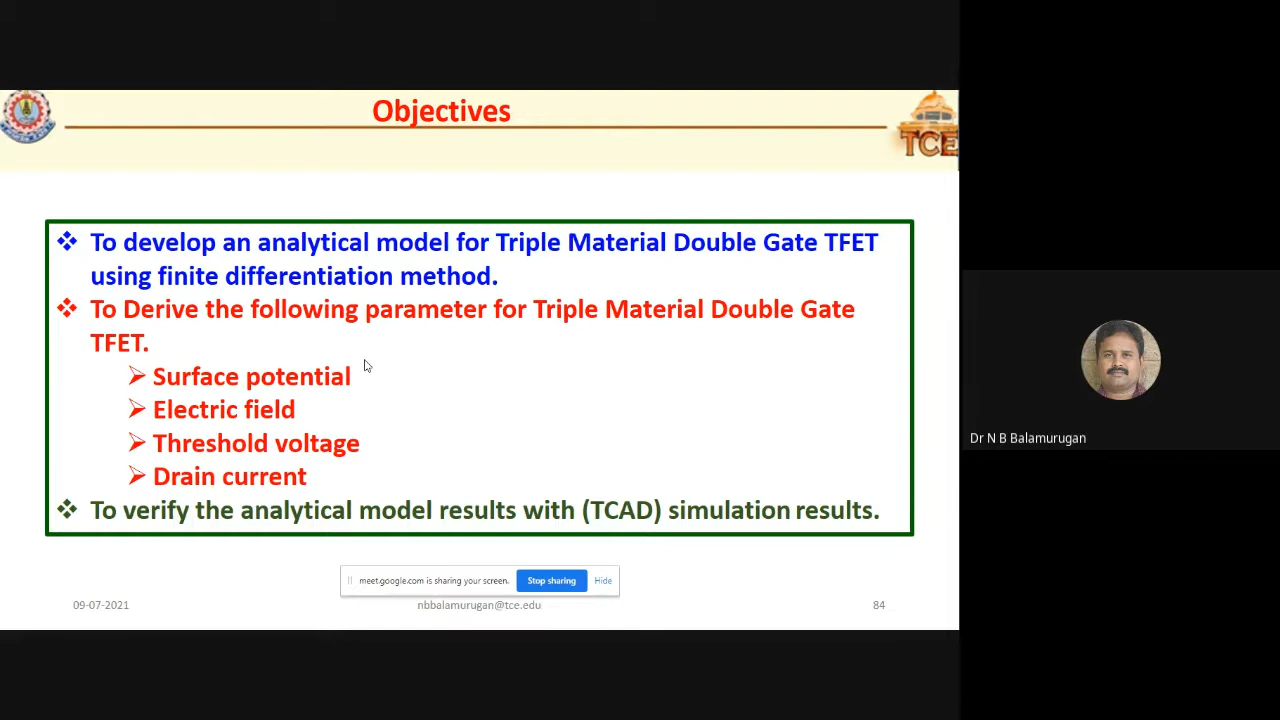 Objectives
TCE
❖ To develop an analytical model for Triple Material Double Gate TFET
using finite differentiation method.
❖ To Derive the following parameter for Triple Material Double Gate
TFET.
➢ Surface potential
➢ Electric field
➢ Threshold voltage
➢ Drain current
❖ To verify the analytical model results with (TCAD) simulation results.
meet.google.com is sharing your screen. Stop sharing Hide
09-07-2021 nbbalamurugan@tce.edu 84
Dr N B Balamurugan